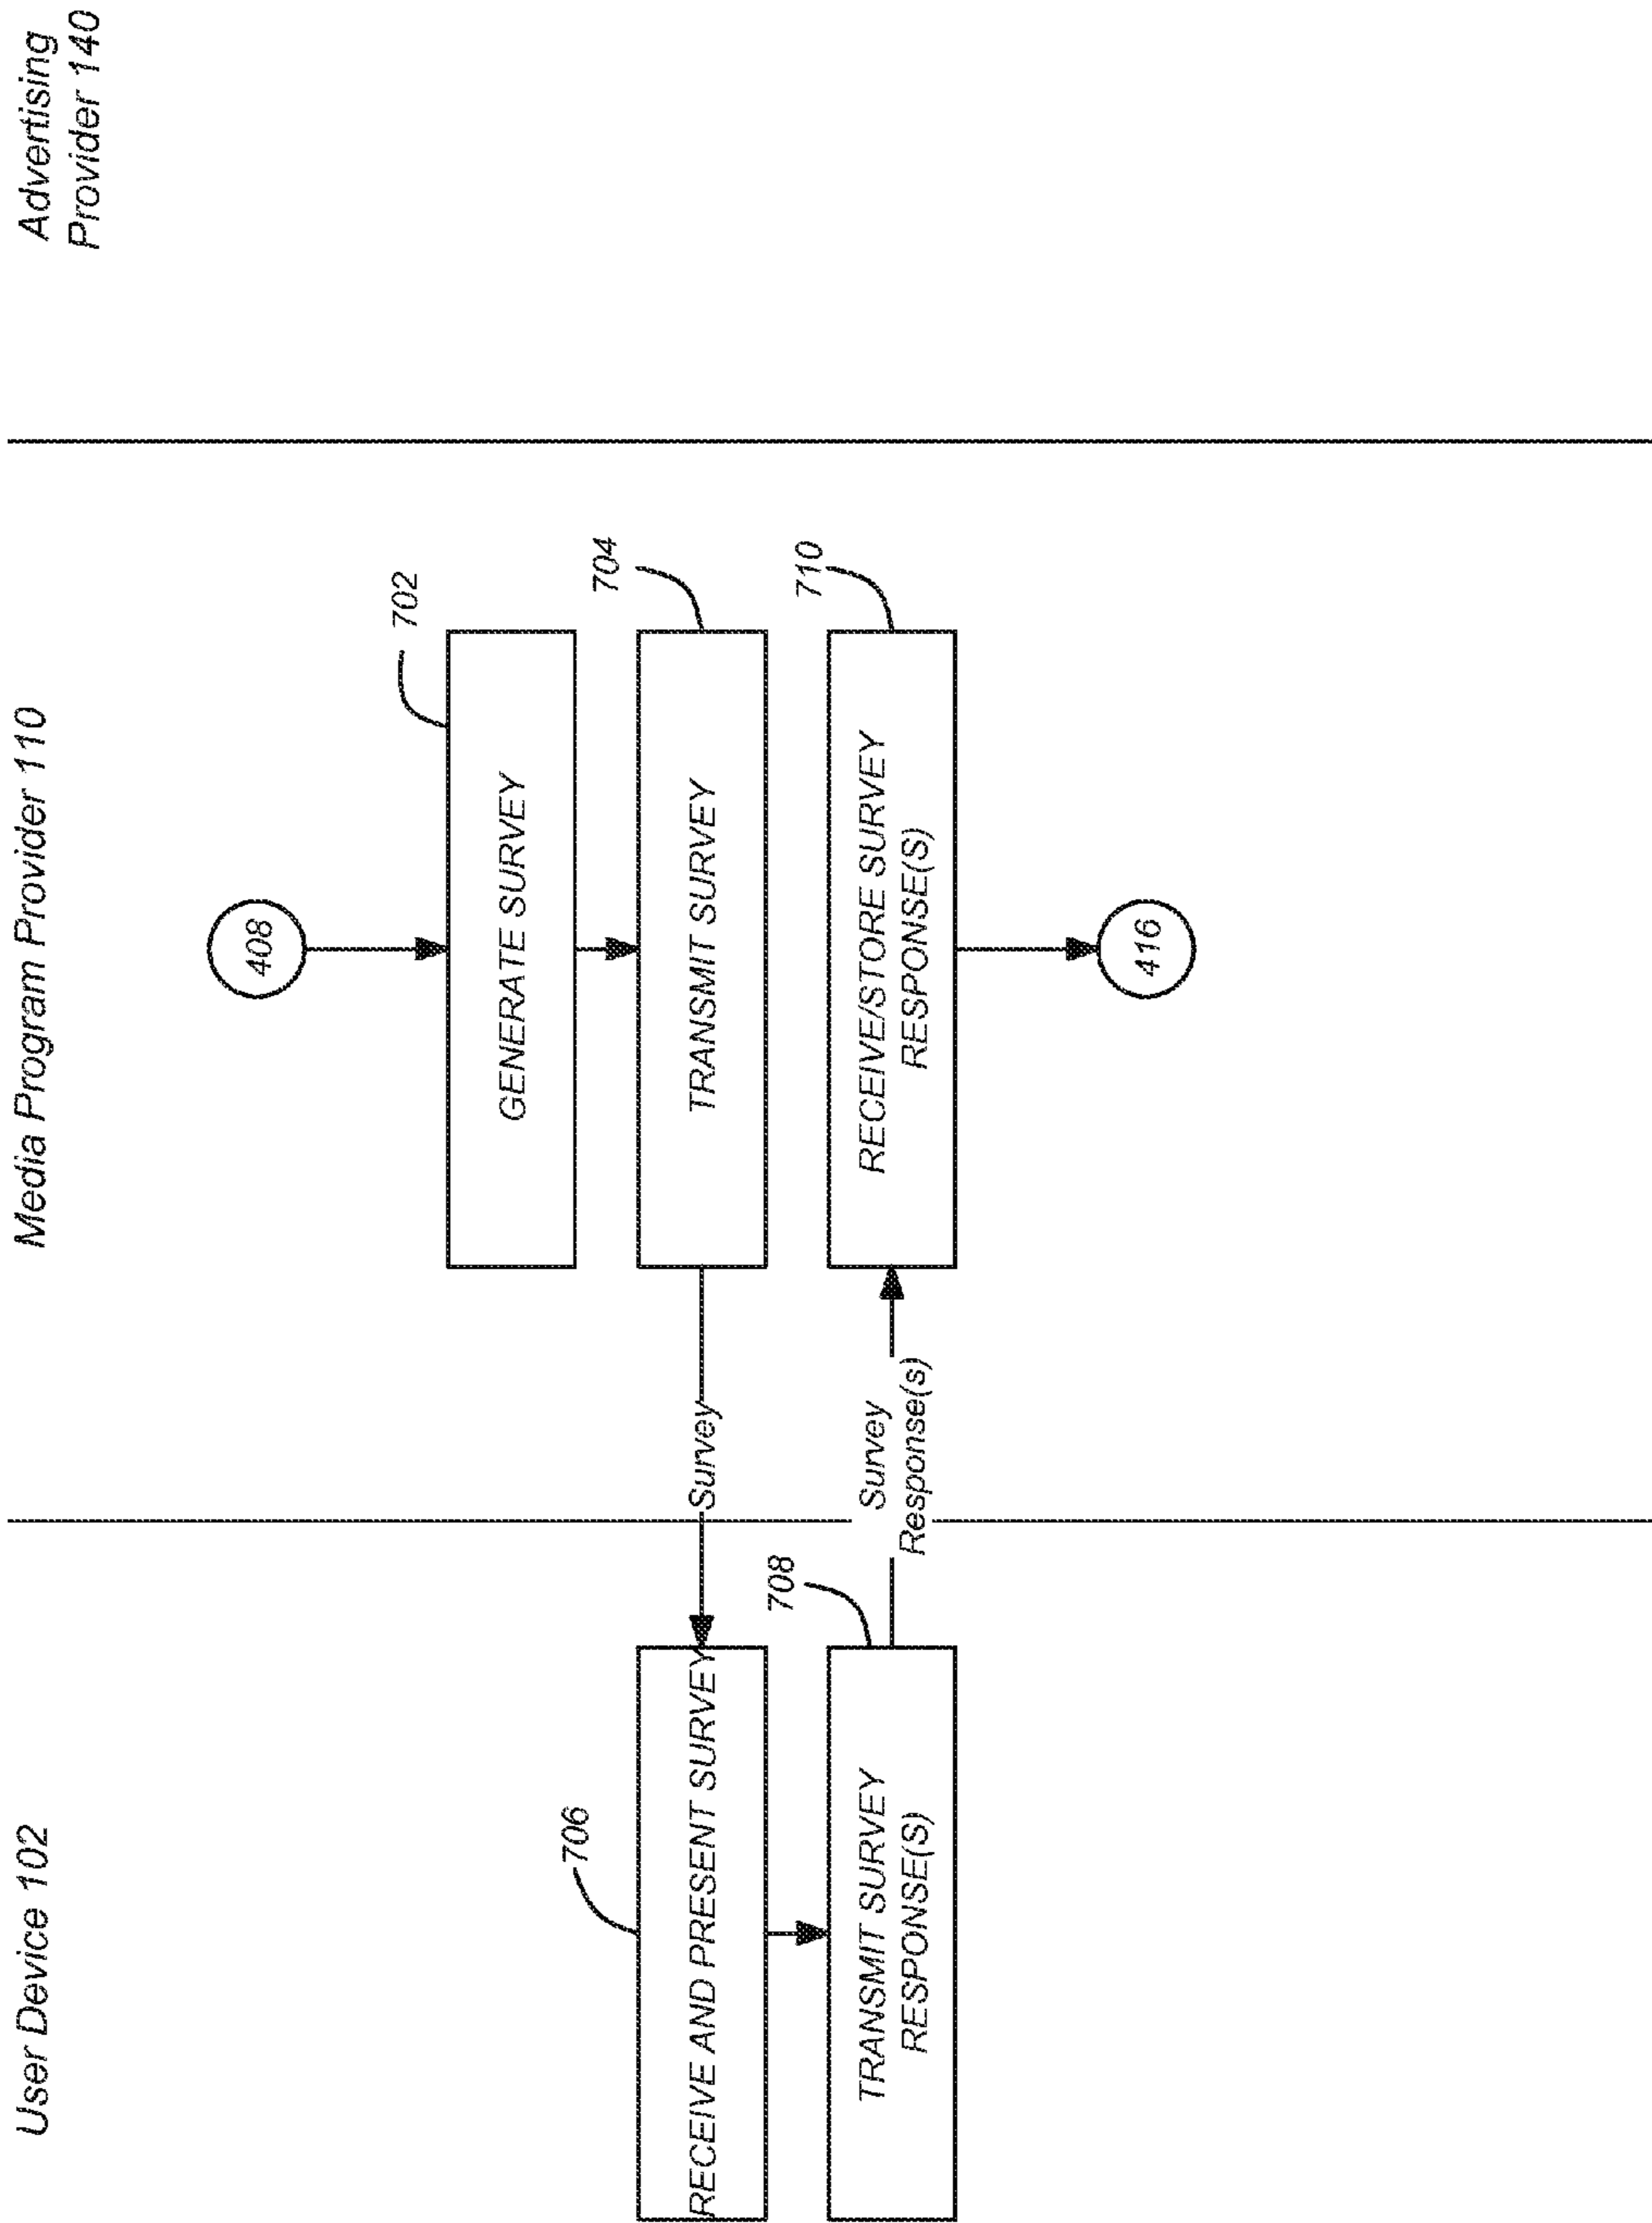 User Device 102
Media Program Provider 110
Advertising
Provider 140
408
702
GENERATE SURVEY
704
TRANSMIT SURVEY
Survey
706
RECEIVE AND PRESENT SURVEY
708
TRANSMIT SURVEY
RESPONSE(S)
Survey
Response(s)
710
RECEIVE/STORE SURVEY
RESPONSE(S)
416